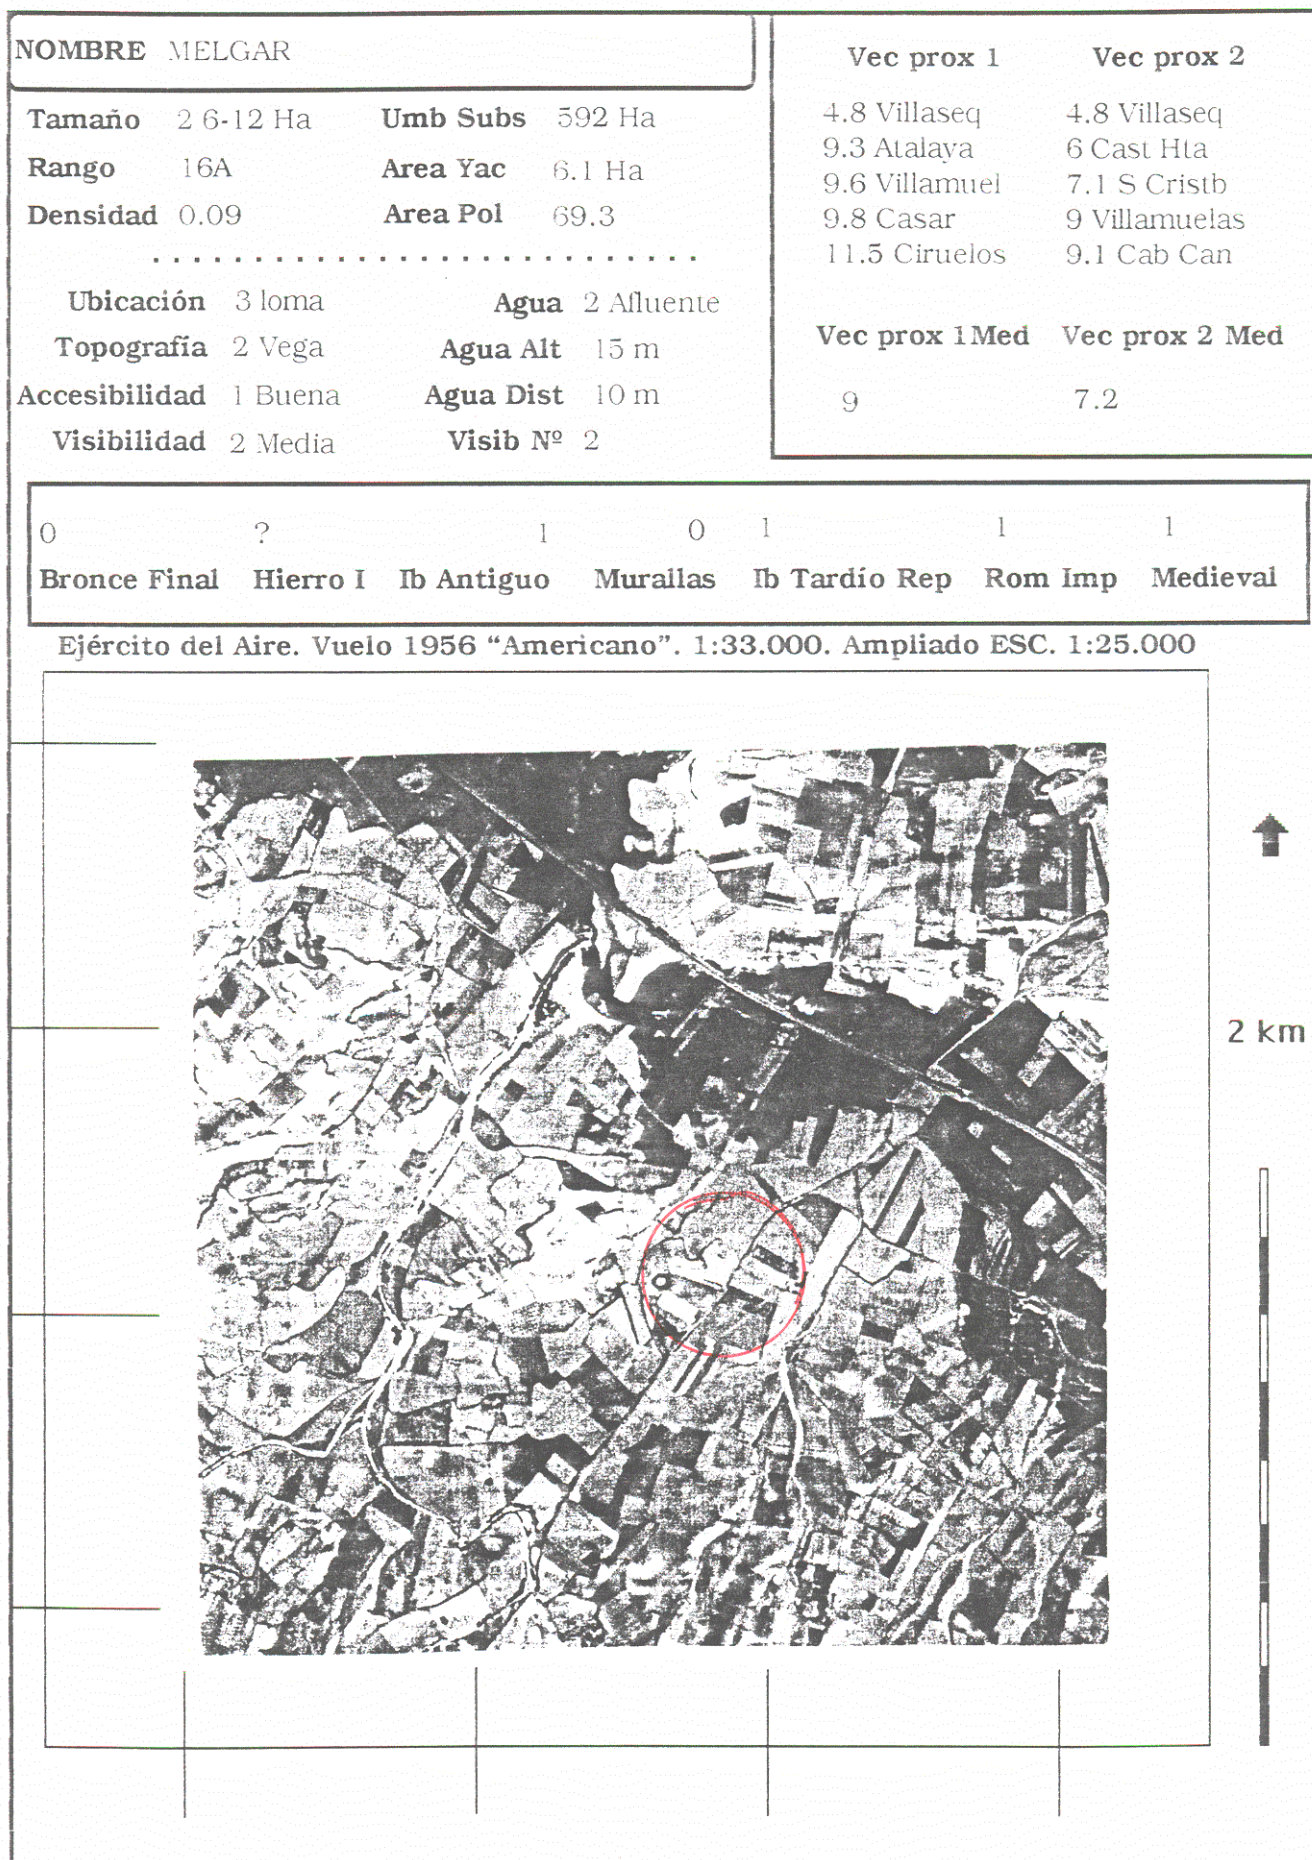 NOMBRE MELGAR
Tamaño 2 6-12 Ha Umb Subs 592 Ha
Rango 16A Area Yac 6.1 Ha
Densidad 0.09 Area Pol 69.3
Ubicación 3 loma Agua 2 Afluente
Topografía 2 Vega Agua Alt 15 m
Accesibilidad 1 Buena Agua Dist 10 m
Visibilidad 2 Media Visib Nº 2
Vec prox 1 Vec prox 2
4.8 Villaseq 4.8 Villaseq
9.3 Atalaya 6 Cast Hta
9.6 Villamuel 7.1 S Cristb
9.8 Casar 9 Villamuelas
11.5 Ciruelos 9.1 Cab Can
Vec prox 1Med Vec prox 2 Med
9 7.2
0 ? 1 0 1 1 1
Bronce Final Hierro I Ib Antiguo Murallas Ib Tardío Rep Rom Imp Medieval
Ejército del Aire. Vuelo 1956 “Americano”. 1:33.000. Ampliado ESC. 1:25.000
2 km